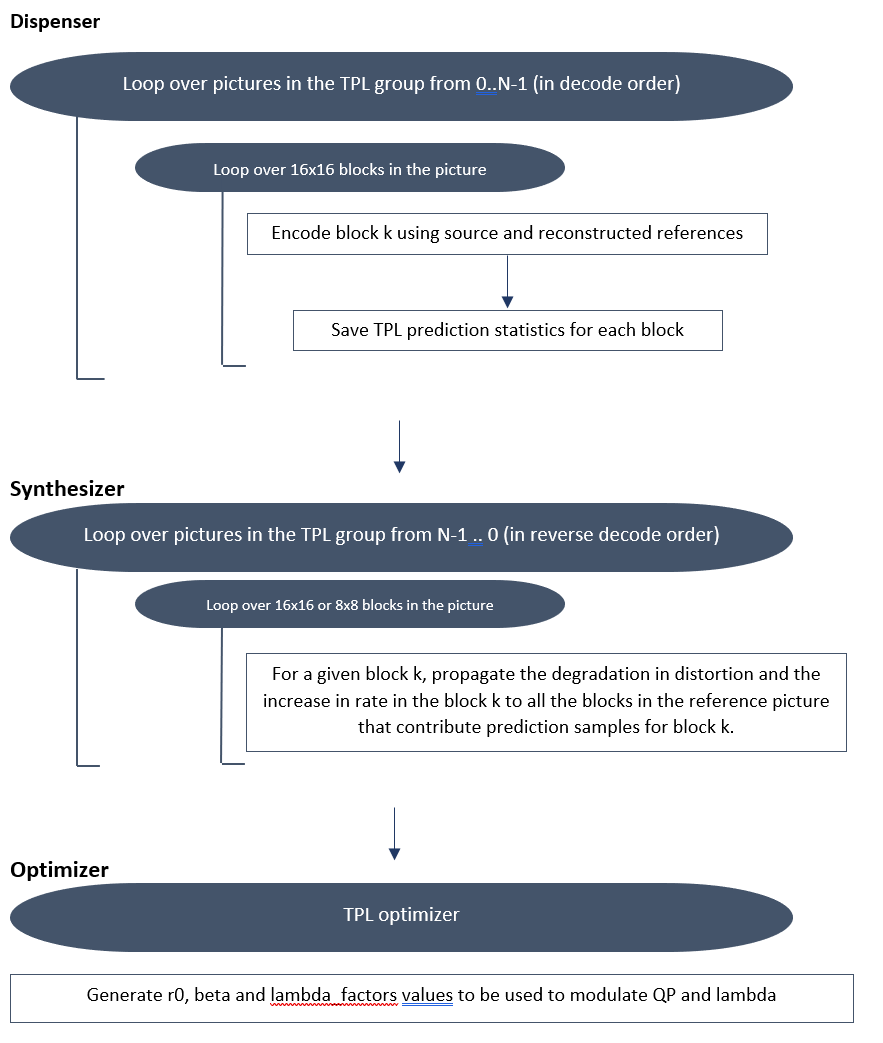 Dispenser
Loop over pictures in the TPL group from 0..N-1 (in decode order)
Loop over 16x16 blocks in the picture
Encode block k using source and reconstructed references
Save TPL prediction statistics for each block
Synthesizer
Loop over pictures in the TPL group from N-1 .. 0 (in reverse decode order)
Loop over 16x16 or 8x8 blocks in the picture
For a given block k, propagate the degradation in distortion and the
increase in rate in the block k to all the blocks in the reference picture
that contribute prediction samples for block k.
Optimizer
TPL optimizer
Generate r0, beta and lambda_factors values to be used to modulate QP and lambda